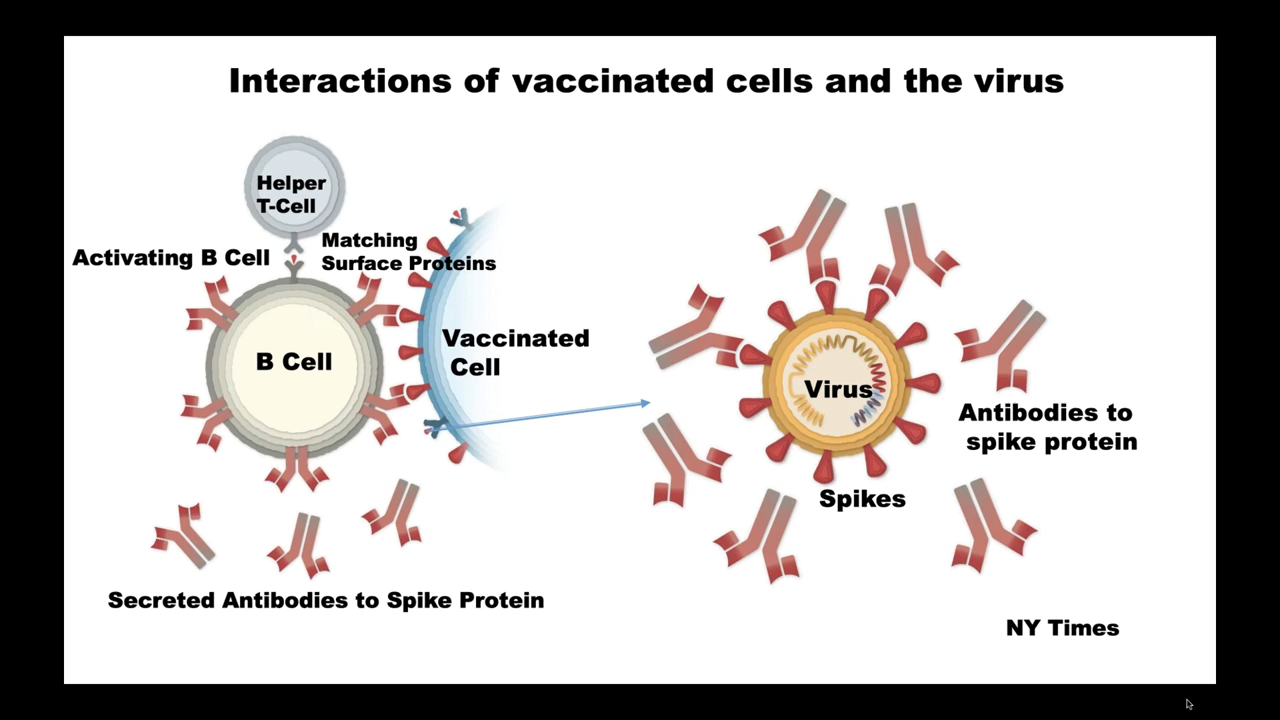 Interactions of vaccinated cells and the virus
Helper
T-Cell
Activating B Cell
Matching
Surface Proteins
B Cell
Vaccinated
Cell
Secreted Antibodies to Spike Protein
Virus
Antibodies to
spike protein
Spikes
NY Times